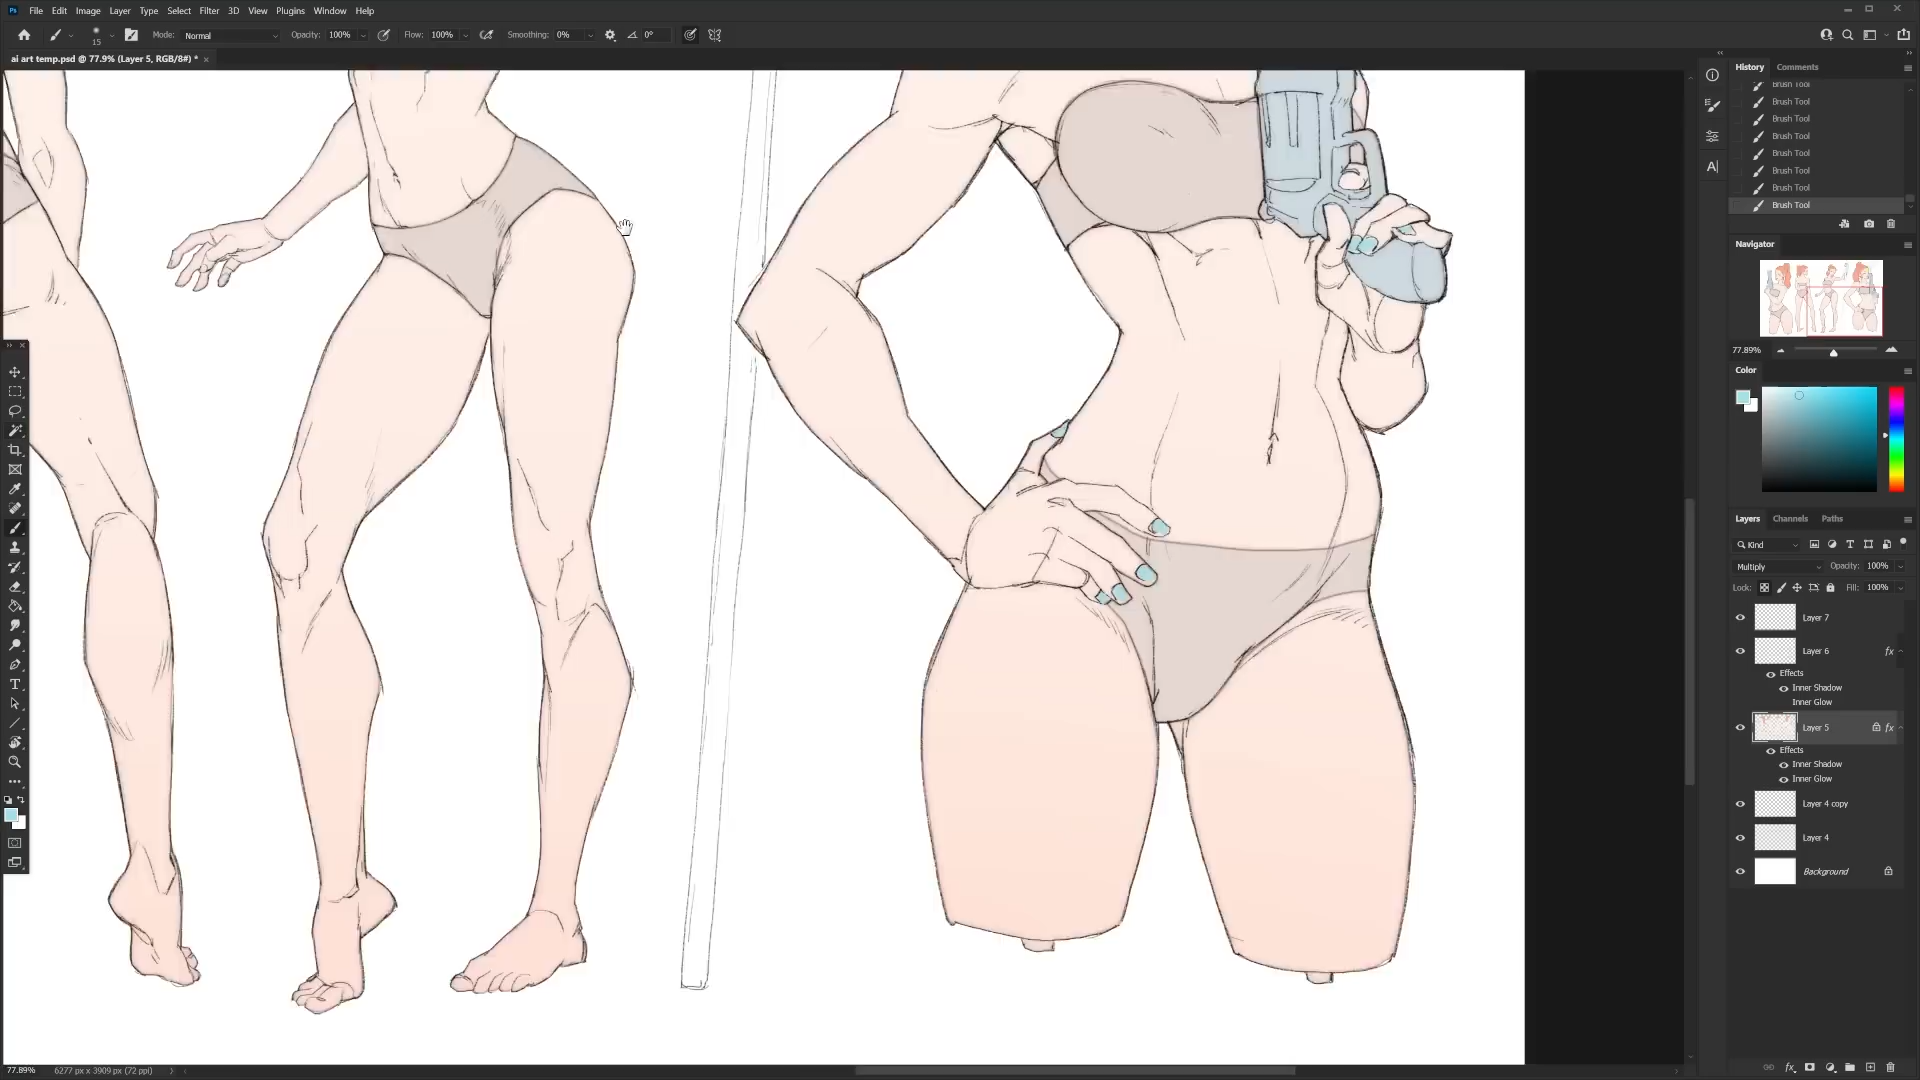 Ps File Edit Image Layer Type Select Filter 3D View Plugins Window Help
15 Mode: Normal Opacity: 100% Flow: 100% Smoothing: 0% 0°
ai art temp.psd @ 77.9% (Layer 5, RGB/8#) * ×
History Comments
Brush Tool
Brush Tool
Brush Tool
Brush Tool
Brush Tool
Brush Tool
Brush Tool
Brush Tool
Navigator
77.89%
Color
Layers Channels Paths
Kind
Multiply Opacity: 100%
Lock: Fill: 100%
Layer 7
Layer 6 fx
Effects
Inner Shadow
Inner Glow
Layer 5 fx
Effects
Inner Shadow
Inner Glow
Layer 4 copy
Layer 4
Background
77.89% 6277 px x 3909 px (72 ppi)